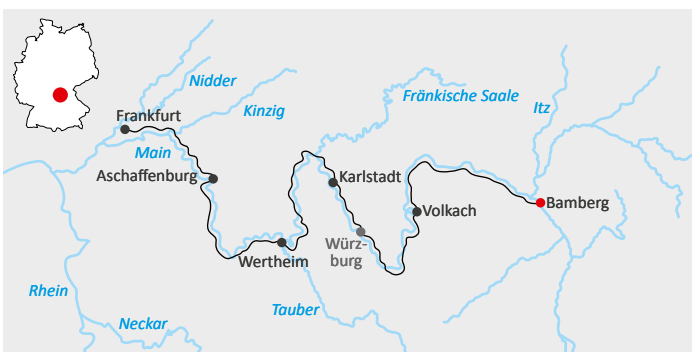 Nidder
Fränkische Saale
Itz
Kinzig
Frankfurt
Main
Aschaffenburg
Karlstadt
Bamberg
Volkach
Würz-
burg
Wertheim
Rhein
Tauber
Neckar